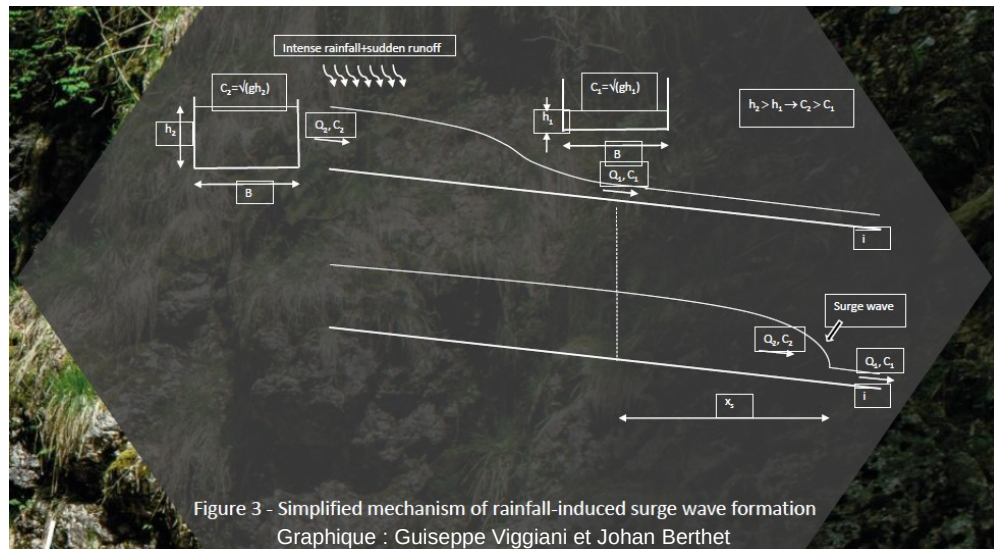 Intense rainfall+sudden runoff
C₂=√(gh₂)
h₂
B
Q₂, C₂
C₁=√(gh₁)
h₁
B
Q₁, C₁
h₂ > h₁ → C₂ > C₁
i
Surge wave
Q₂, C₂
Q₁, C₁
i
xₛ
Figure 3 - Simplified mechanism of rainfall-induced surge wave formation
Graphique : Guiseppe Viggiani et Johan Berthet